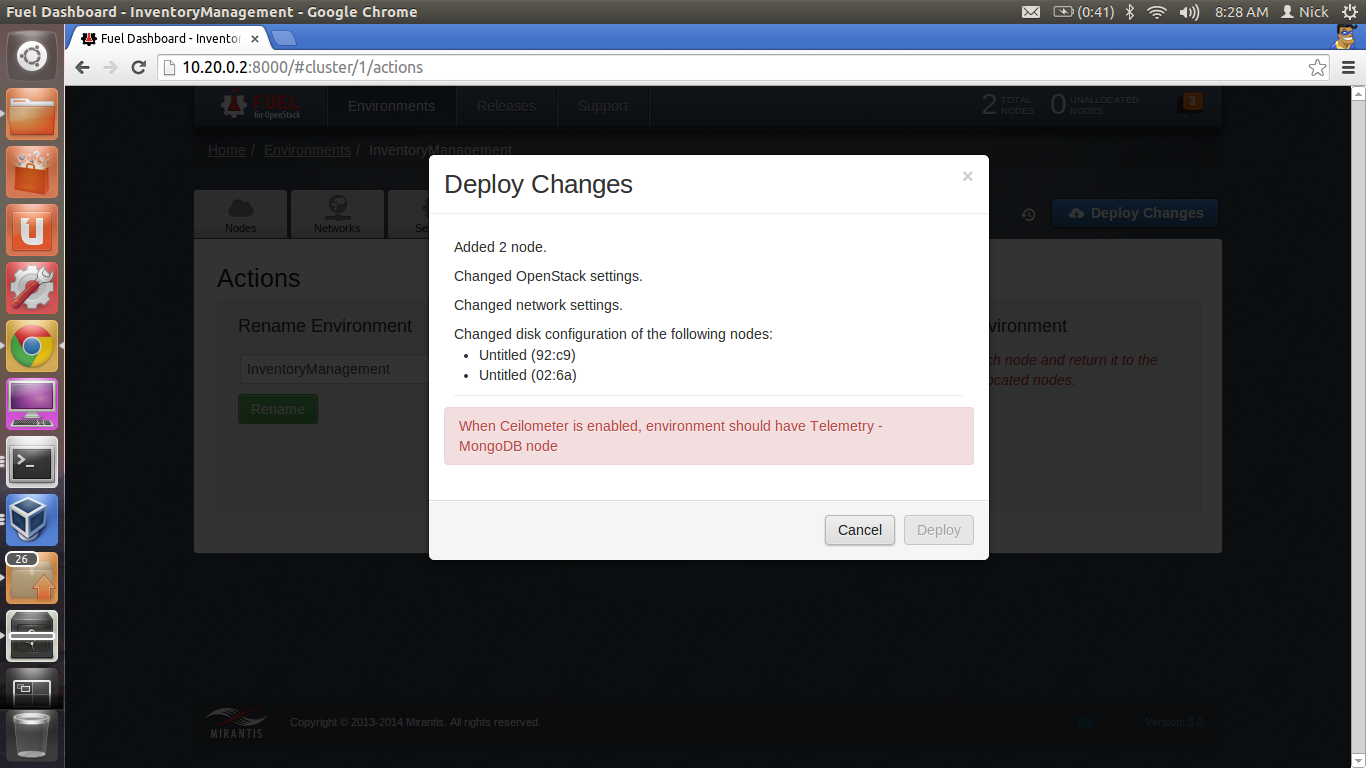 Fuel Dashboard - InventoryManagement - Google Chrome
(0:41)
8:28 AM
Nick
Fuel Dashboard - Inventor
10.20.0.2:8000/#cluster/1/actions
FUEL
for OpenStack
Environments
Releases
Support
2 TOTAL NODES
0 UNALLOCATED NODES
3
Home / Environments / InventoryManagement
Nodes
Networks
Se
Deploy Changes
Deploy Changes
×
Added 2 node.
Changed OpenStack settings.
Changed network settings.
Changed disk configuration of the following nodes:
• Untitled (92:c9)
• Untitled (02:6a)
When Ceilometer is enabled, environment should have Telemetry -
MongoDB node
Cancel
Deploy
Actions
Rename Environment
InventoryManagement
Rename
vironment
ch node and return it to the
ocated nodes.
26
MIRANTIS
Copyright © 2013-2014 Mirantis. All rights reserved.
EN
Version: 5.0